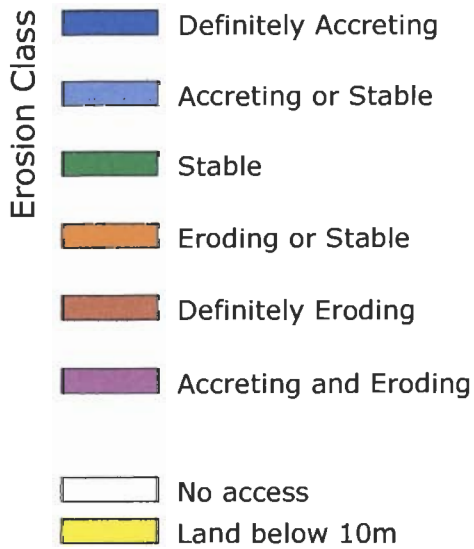 Erosion Class
Definitely Accreting
Accreting or Stable
Stable
Eroding or Stable
Definitely Eroding
Accreting and Eroding
No access
Land below 10m